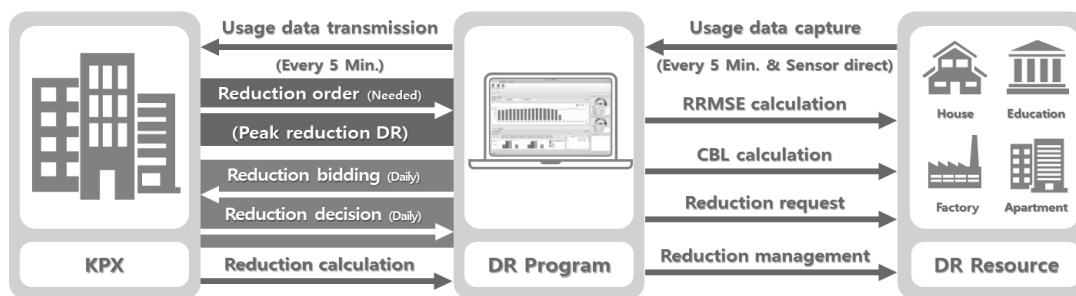 Usage data transmission
(Every 5 Min.)
Reduction order (Needed)
(Peak reduction DR)
Reduction bidding (Daily)
Reduction decision (Daily)
Reduction calculation
KPX
DR Program
Usage data capture
(Every 5 Min. & Sensor direct)
RRMSE calculation
CBL calculation
Reduction request
Reduction management
House
Education
Factory
Apartment
DR Resource